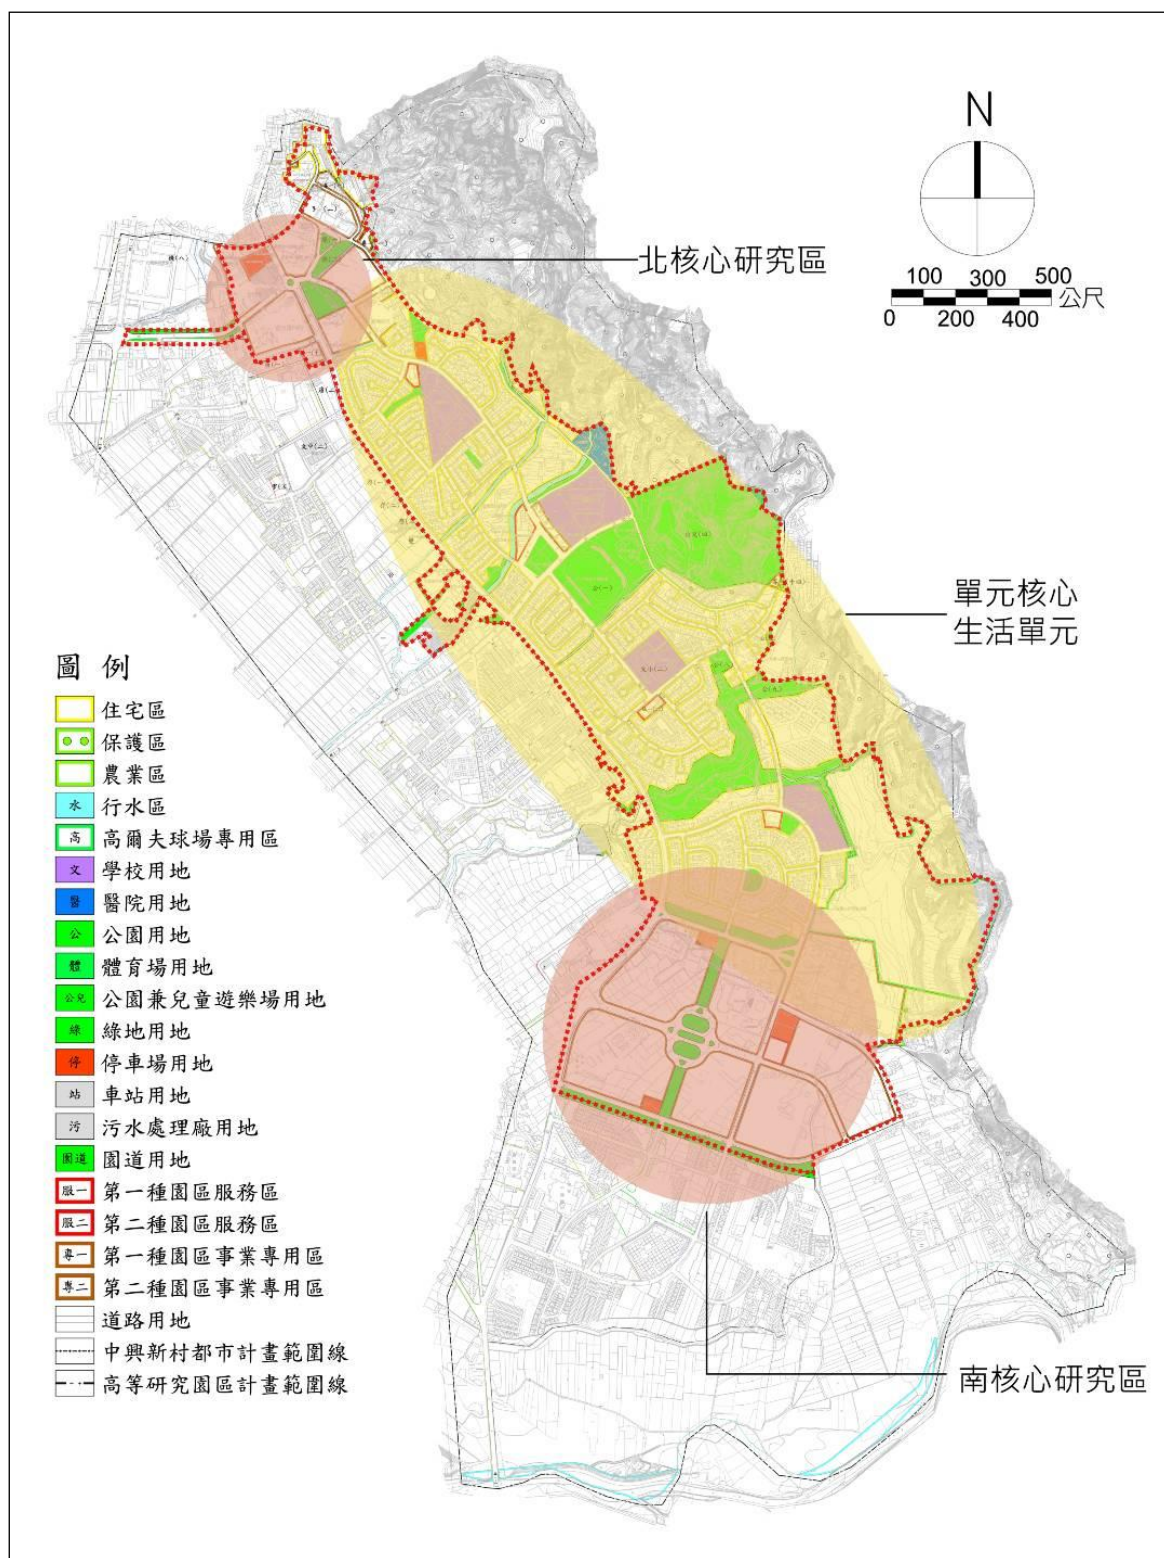 N
100 300 500
公尺
0 200 400
北核心研究區
單元核心
生活單元
南核心研究區
公(一)
文小(二)
圖 例
住宅區
保護區
農業區
水 行水區
高 高爾夫球場專用區
文 學校用地
醫 醫院用地
公 公園用地
體 體育場用地
公兒 公園兼兒童遊樂場用地
綠 綠地用地
停 停車場用地
站 車站用地
污 污水處理廠用地
園道 園道用地
服一 第一種園區服務區
服二 第二種園區服務區
專一 第一種園區事業專用區
專二 第二種園區事業專用區
道路用地
中興新村都市計畫範圍線
高等研究園區計畫範圍線